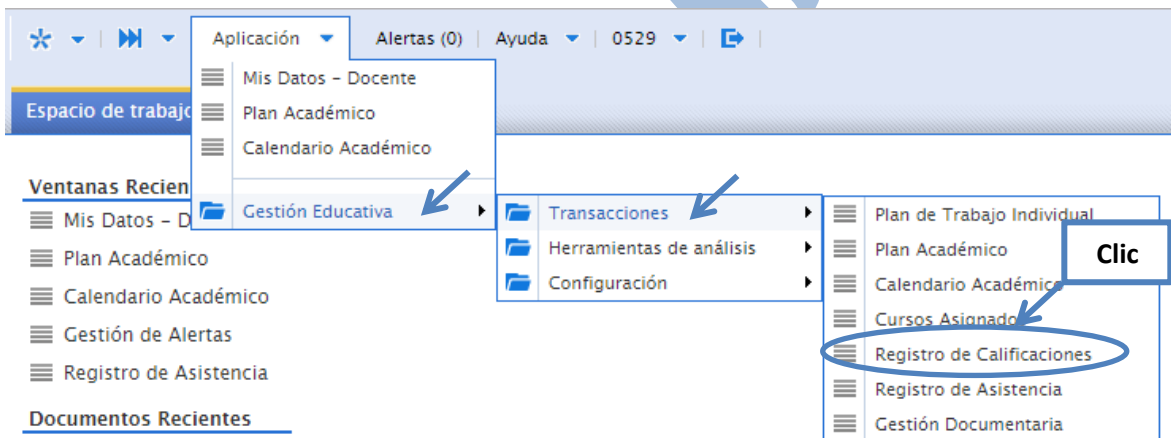 Aplicación Alertas (0) Ayuda 0529
Mis Datos – Docente
Espacio de trabajo
Plan Académico
Calendario Académico
Gestión Educativa
Ventanas Recien
Mis Datos – D
Plan Académico
Calendario Académico
Gestión de Alertas
Registro de Asistencia
Documentos Recientes
Transacciones
Herramientas de análisis
Configuración
Plan de Trabajo Individual
Plan Académico
Calendario Académico
Cursos Asignado
Registro de Calificaciones
Registro de Asistencia
Gestión Documentaria
Clic